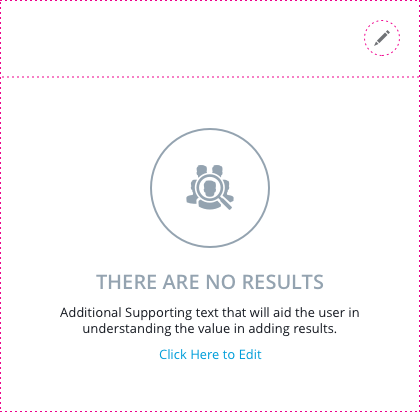 THERE ARE NO RESULTS
Additional Supporting text that will aid the user in
understanding the value in adding results.
Click Here to Edit